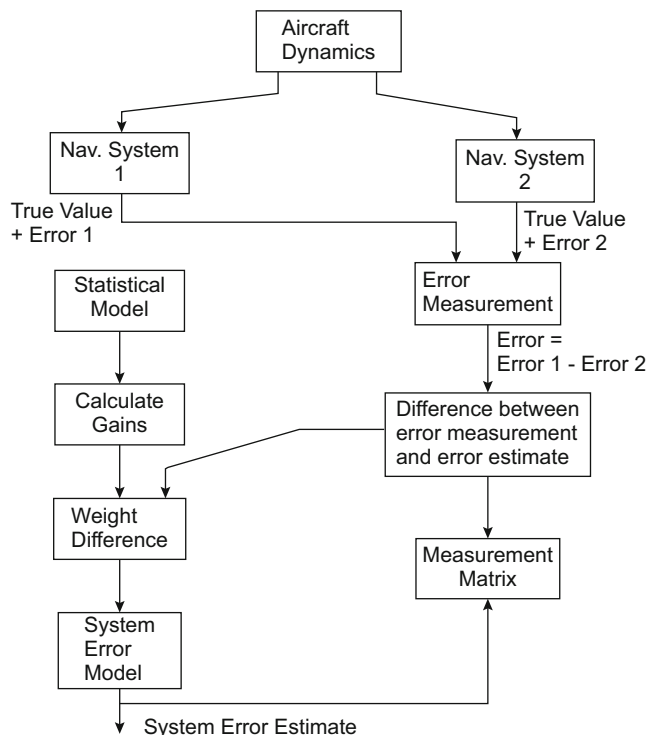 Aircraft
Dynamics
Nav. System
1
Nav. System
2
True Value
+ Error 1
True Value
+ Error 2
Statistical
Model
Error
Measurement
Error =
Error 1 - Error 2
Calculate
Gains
Difference between
error measurement
and error estimate
Weight
Difference
Measurement
Matrix
System
Error
Model
System Error Estimate